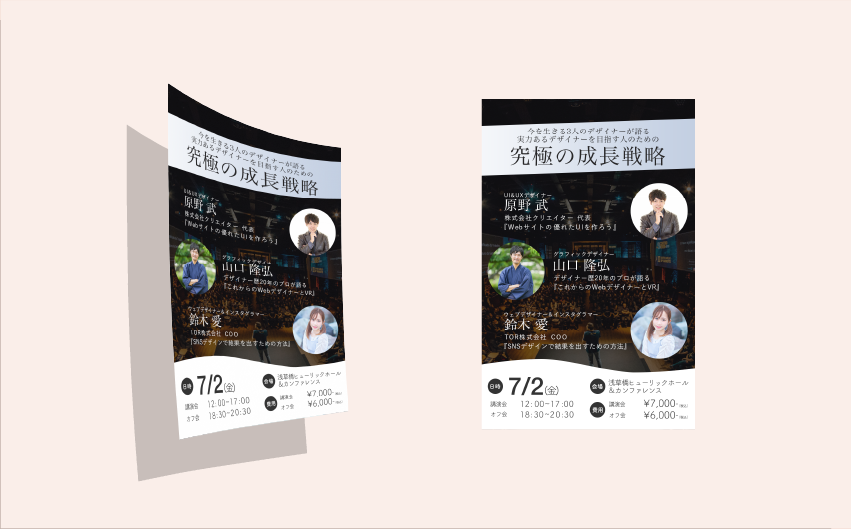 今を生きる3人のデザイナーが語る
実力あるデザイナーを目指す人のための
究極の成長戦略
UI&UXデザイナー
原野 武
株式会社クリエイター 代表
『Webサイトの優れたUIを作ろう』
グラフィックデザイナー
山口 隆弘
デザイナー歴20年のプロが語る
『これからのWebデザイナーとVR』
ウェブデザイナー&インスタグラマー
鈴木 愛
TOR株式会社 COO
『SNSデザインで結果を出すための方法』
日時 7/2(金)
講演会 12:00~17:00
オフ会 18:30~20:30
会場 浅草橋ヒューリックホール
&カンファレンス
費用 講演会 ¥7,000-(税込)
オフ会 ¥6,000-(税込)
今を生きる3人のデザイナーが語る
実力あるデザイナーを目指す人のための
究極の成長戦略
UI&UXデザイナー
原野 武
株式会社クリエイター 代表
『Webサイトの優れたUIを作ろう』
グラフィックデザイナー
山口 隆弘
デザイナー歴20年のプロが語る
『これからのWebデザイナーとVR』
ウェブデザイナー&インスタグラマー
鈴木 愛
TOR株式会社 COO
『SNSデザインで結果を出すための方法』
日時 7/2(金)
講演会 12:00~17:00
オフ会 18:30~20:30
会場 浅草橋ヒューリックホール
&カンファレンス
費用 講演会 ¥7,000-(税込)
オフ会 ¥6,000-(税込)